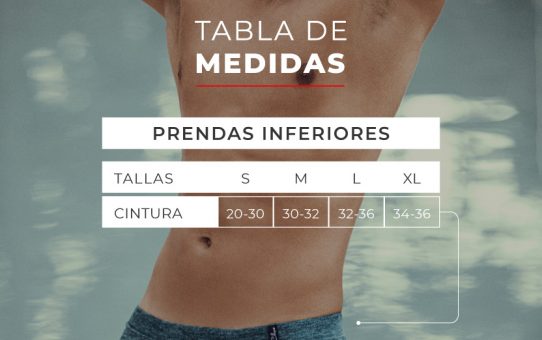 TABLA DE
MEDIDAS
PRENDAS INFERIORES
TALLAS S M L XL
CINTURA 20-30 30-32 32-36 34-36